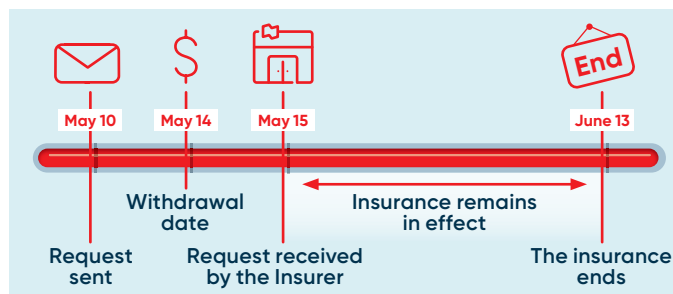 $
End
May 10
May 14
May 15
June 13
Withdrawal
date
Insurance remains
in effect
Request
sent
Request received
by the Insurer
The insurance
ends